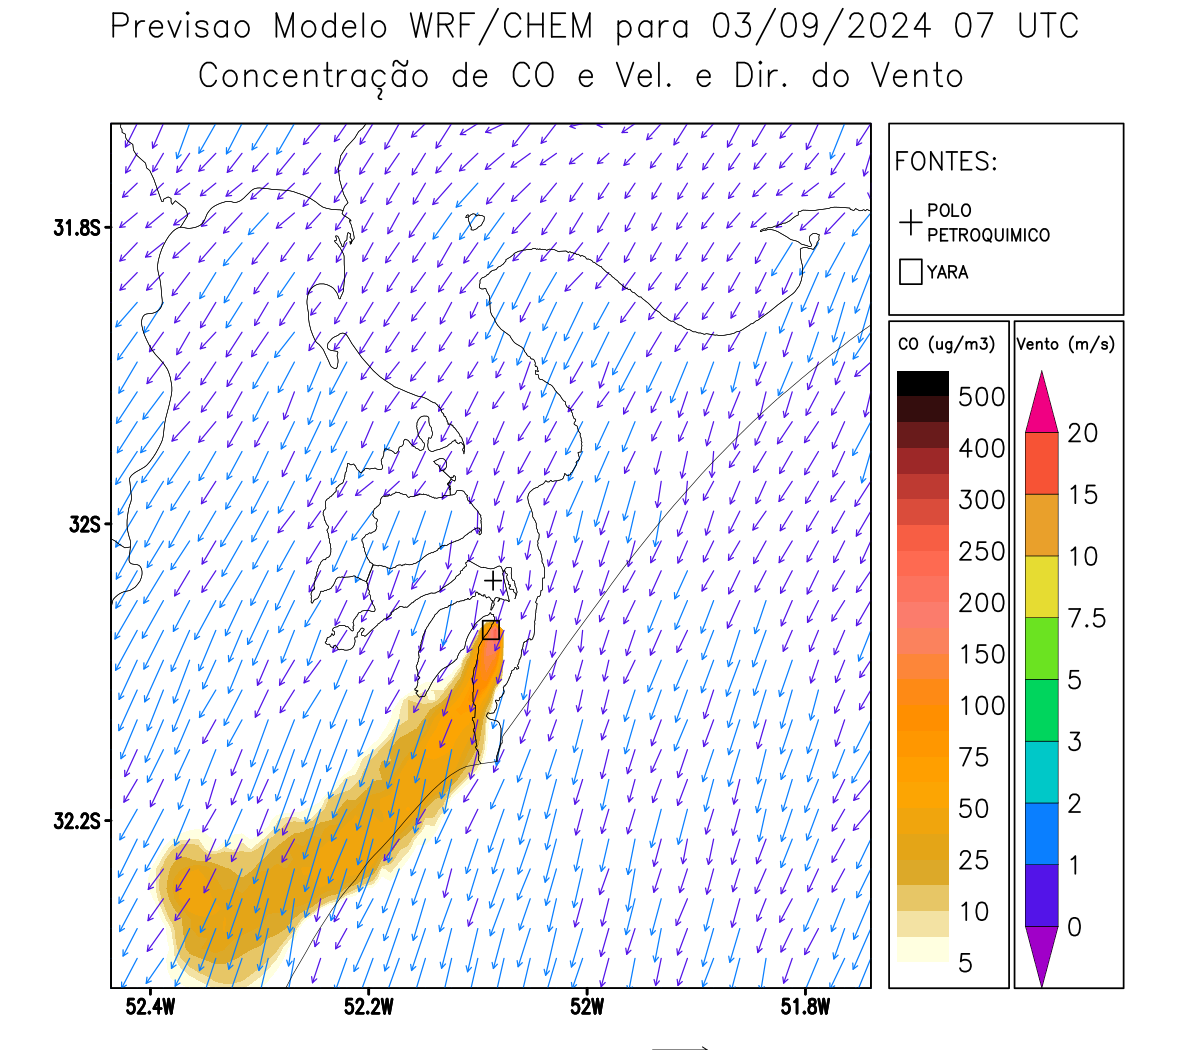 Previsao Modelo WRF/CHEM para 03/09/2024 07 UTC
Concentração de CO e Vel. e Dir. do Vento
FONTES:
POLO
PETROQUIMICO
YARA
CO (ug/m3)
500
400
300
250
200
150
100
75
50
25
10
5
Vento (m/s)
20
15
10
7.5
5
3
2
1
0
31.8S
32S
32.2S
52.4W
52.2W
52W
51.8W